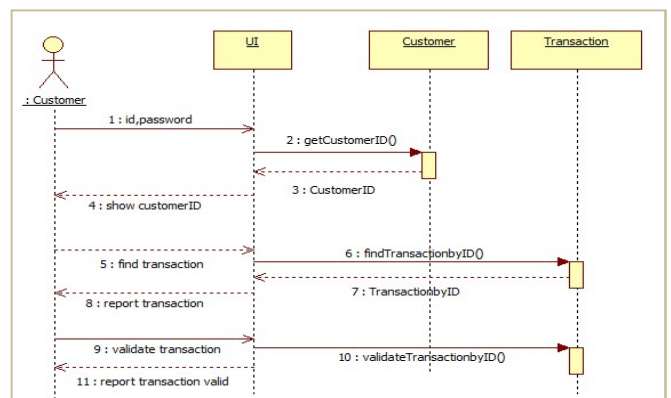 UI
Customer
Transaction
: Customer
1 : id,password
2 : getCustomerID()
3 : CustomerID
4 : show customerID
5 : find transaction
6 : findTransactionbyID()
7 : TransactionbyID
8 : report transaction
9 : validate transaction
10 : validateTransactionbyID()
11 : report transaction valid